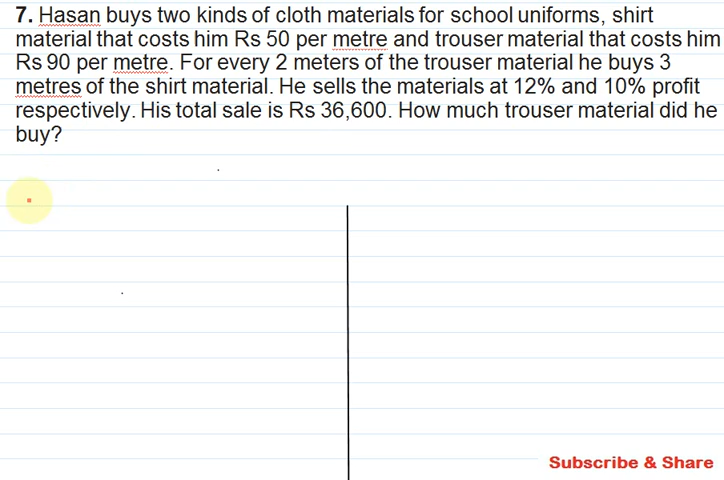 7. Hasan buys two kinds of cloth materials for school uniforms, shirt
material that costs him Rs 50 per metre and trouser material that costs him
Rs 90 per metre. For every 2 meters of the trouser material he buys 3
metres of the shirt material. He sells the materials at 12% and 10% profit
respectively. His total sale is Rs 36,600. How much trouser material did he
buy?
Subscribe & Share